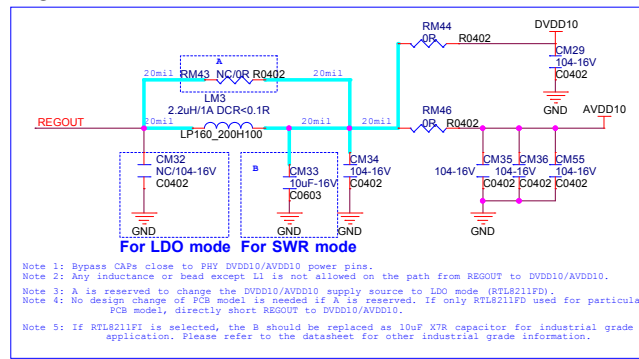 RM44
0R R0402
DVDD10
CM29
104-16V
C0402
GND
A
20mil RM43 NC/0R R0402 20mil
LM3
2.2uH/1A DCR<0.1R
REGOUT 20mil 20mil 20mil
LP160_200H100
RM46
0R R0402
AVDD10
CM32
NC/104-16V
C0402
GND
B
CM33
10uF-16V
C0603
GND
CM34
104-16V
C0402
GND
CM35 CM36 CM55
104-16V 104-16V 104-16V
C0402 C0402 C0402
GND
For LDO mode For SWR mode
Note 1: Bypass CAPs close to PHY DVDD10/AVDD10 power pins.
Note 2: Any inductance or bead except L1 is not allowed on the path from REGOUT to DVDD10/AVDD10.
Note 3: A is reserved to change the DVDD10/AVDD10 supply source to LDO mode (RTL8211FD).
Note 4: No design change of PCB model is needed if A is reserved. If only RTL8211FD used for particula
PCB model, directly short REGOUT to DVDD10/AVDD10.
Note 5: If RTL8211FI is selected, the B should be replaced as 10uF X7R capacitor for industrial grade
application. Please refer to the datasheet for other industrial grade information.